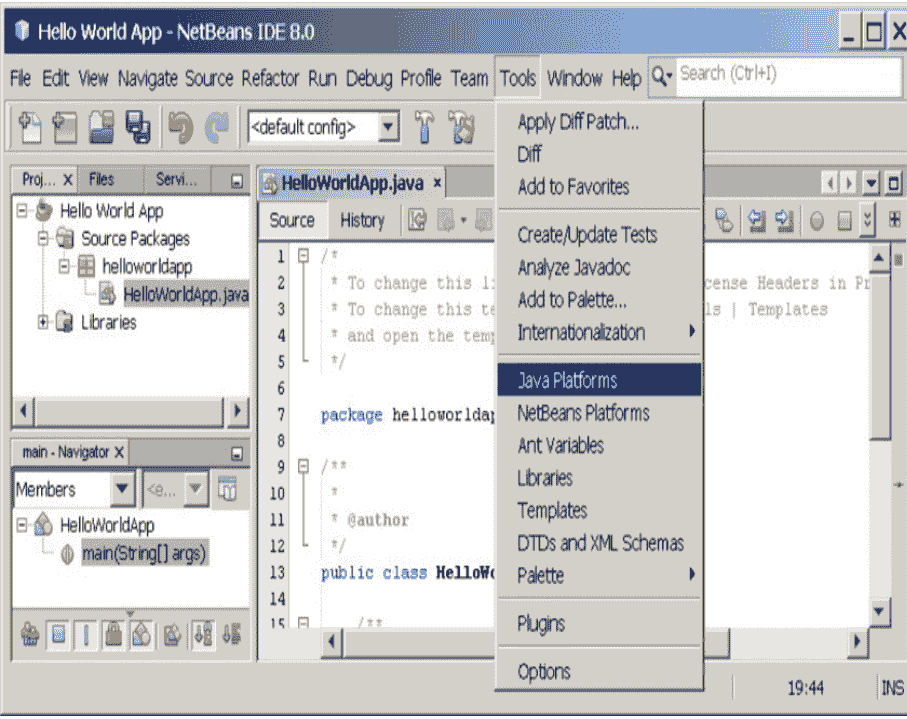 Hello World App - NetBeans IDE 8.0
File Edit View Navigate Source Refactor Run Debug Profile Team Tools Window Help Search (Ctrl+I)
<default config>
Proj... X Files Servi...
Hello World App
Source Packages
helloworldapp
HelloWorldApp.java
Libraries
main - Navigator X
Members <e...
HelloWorldApp
main(String[] args)
HelloWorldApp.java ×
Source History
1 /*
2 * To change this li cense Headers in Pr
3 * To change this te ls | Templates
4 * and open the temp
5 */
6
7 package helloworldap
8
9 /**
10 *
11 * @author
12 */
13 public class HelloWo
14
15 /**
Apply Diff Patch...
Diff
Add to Favorites
Create/Update Tests
Analyze Javadoc
Add to Palette...
Internationalization
Java Platforms
NetBeans Platforms
Ant Variables
Libraries
Templates
DTDs and XML Schemas
Palette
Plugins
Options
19:44 INS